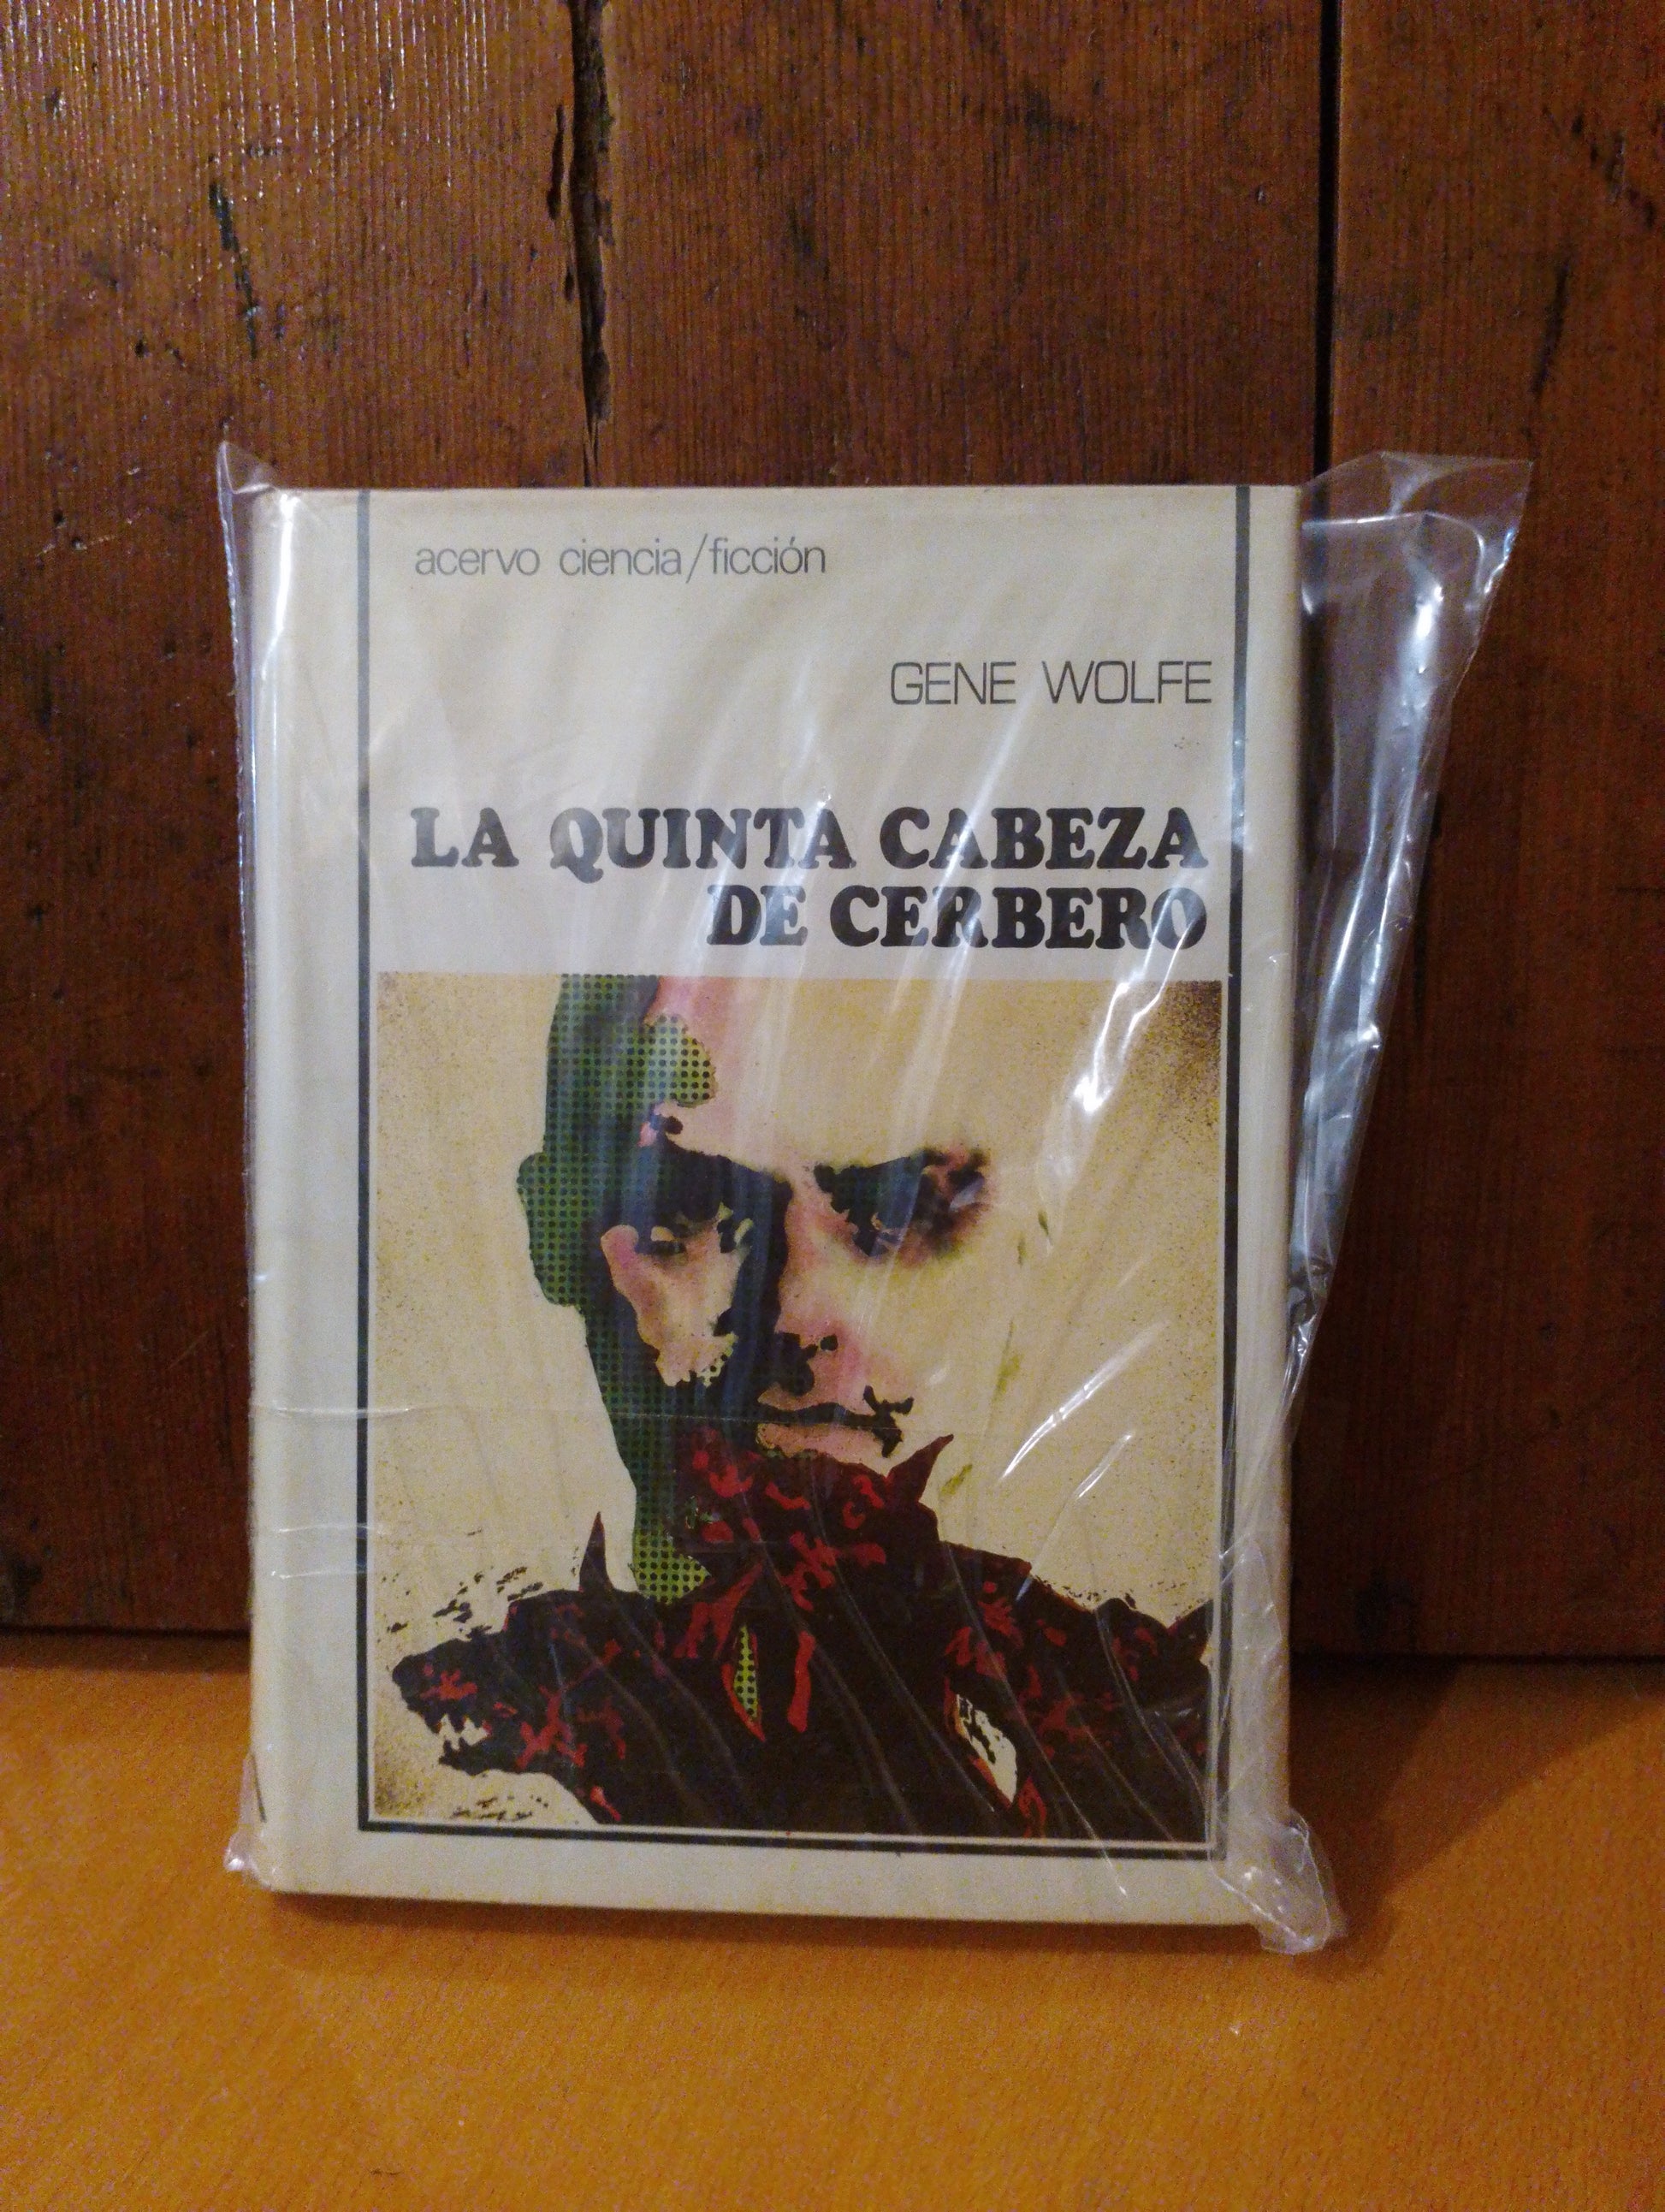 acervo ciencia/ficción
GENE WOLFE
LA QUINTA CABEZA
DE CERBERO